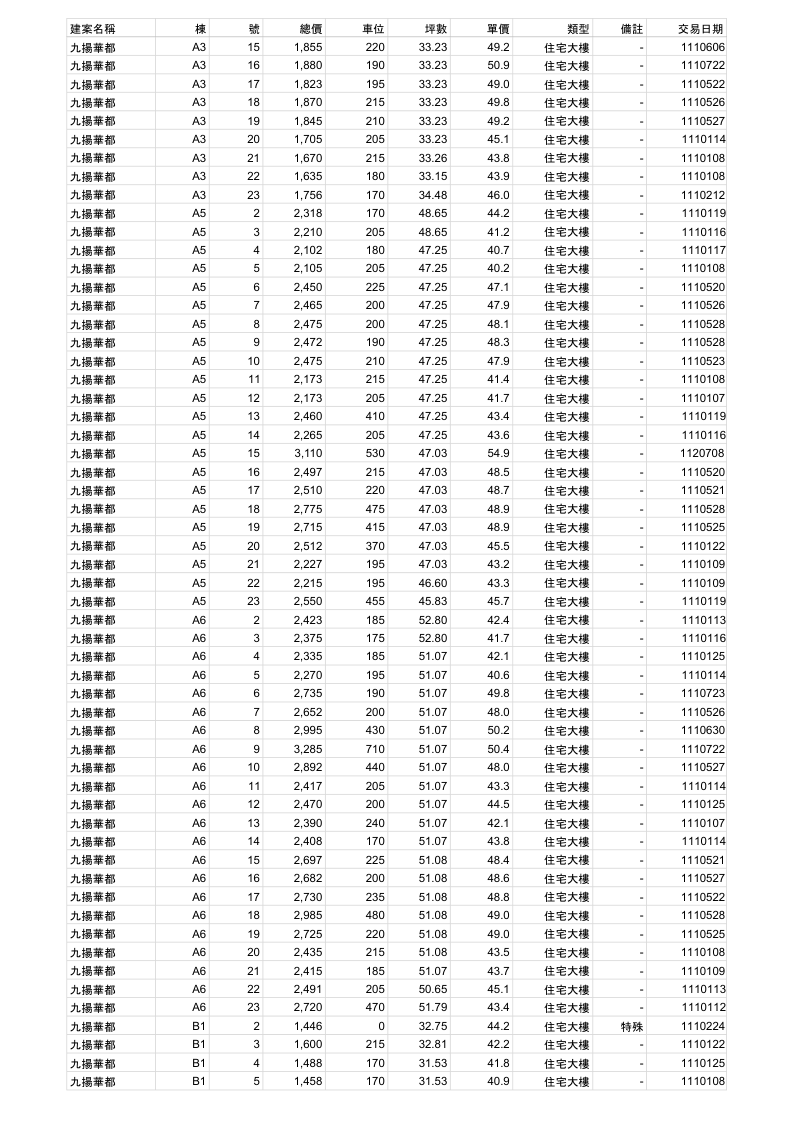 建案名稱 棟 號 總價 車位 坪數 單價 類型 備註 交易日期
九揚華都 A3 15 1,855 220 33.23 49.2 住宅大樓 - 1110606
九揚華都 A3 16 1,880 190 33.23 50.9 住宅大樓 - 1110722
九揚華都 A3 17 1,823 195 33.23 49.0 住宅大樓 - 1110522
九揚華都 A3 18 1,870 215 33.23 49.8 住宅大樓 - 1110526
九揚華都 A3 19 1,845 210 33.23 49.2 住宅大樓 - 1110527
九揚華都 A3 20 1,705 205 33.23 45.1 住宅大樓 - 1110114
九揚華都 A3 21 1,670 215 33.26 43.8 住宅大樓 - 1110108
九揚華都 A3 22 1,635 180 33.15 43.9 住宅大樓 - 1110108
九揚華都 A3 23 1,756 170 34.48 46.0 住宅大樓 - 1110212
九揚華都 A5 2 2,318 170 48.65 44.2 住宅大樓 - 1110119
九揚華都 A5 3 2,210 205 48.65 41.2 住宅大樓 - 1110116
九揚華都 A5 4 2,102 180 47.25 40.7 住宅大樓 - 1110117
九揚華都 A5 5 2,105 205 47.25 40.2 住宅大樓 - 1110108
九揚華都 A5 6 2,450 225 47.25 47.1 住宅大樓 - 1110520
九揚華都 A5 7 2,465 200 47.25 47.9 住宅大樓 - 1110526
九揚華都 A5 8 2,475 200 47.25 48.1 住宅大樓 - 1110528
九揚華都 A5 9 2,472 190 47.25 48.3 住宅大樓 - 1110528
九揚華都 A5 10 2,475 210 47.25 47.9 住宅大樓 - 1110523
九揚華都 A5 11 2,173 215 47.25 41.4 住宅大樓 - 1110108
九揚華都 A5 12 2,173 205 47.25 41.7 住宅大樓 - 1110107
九揚華都 A5 13 2,460 410 47.25 43.4 住宅大樓 - 1110119
九揚華都 A5 14 2,265 205 47.25 43.6 住宅大樓 - 1110116
九揚華都 A5 15 3,110 530 47.03 54.9 住宅大樓 - 1120708
九揚華都 A5 16 2,497 215 47.03 48.5 住宅大樓 - 1110520
九揚華都 A5 17 2,510 220 47.03 48.7 住宅大樓 - 1110521
九揚華都 A5 18 2,775 475 47.03 48.9 住宅大樓 - 1110528
九揚華都 A5 19 2,715 415 47.03 48.9 住宅大樓 - 1110525
九揚華都 A5 20 2,512 370 47.03 45.5 住宅大樓 - 1110122
九揚華都 A5 21 2,227 195 47.03 43.2 住宅大樓 - 1110109
九揚華都 A5 22 2,215 195 46.60 43.3 住宅大樓 - 1110109
九揚華都 A5 23 2,550 455 45.83 45.7 住宅大樓 - 1110119
九揚華都 A6 2 2,423 185 52.80 42.4 住宅大樓 - 1110113
九揚華都 A6 3 2,375 175 52.80 41.7 住宅大樓 - 1110116
九揚華都 A6 4 2,335 185 51.07 42.1 住宅大樓 - 1110125
九揚華都 A6 5 2,270 195 51.07 40.6 住宅大樓 - 1110114
九揚華都 A6 6 2,735 190 51.07 49.8 住宅大樓 - 1110723
九揚華都 A6 7 2,652 200 51.07 48.0 住宅大樓 - 1110526
九揚華都 A6 8 2,995 430 51.07 50.2 住宅大樓 - 1110630
九揚華都 A6 9 3,285 710 51.07 50.4 住宅大樓 - 1110722
九揚華都 A6 10 2,892 440 51.07 48.0 住宅大樓 - 1110527
九揚華都 A6 11 2,417 205 51.07 43.3 住宅大樓 - 1110114
九揚華都 A6 12 2,470 200 51.07 44.5 住宅大樓 - 1110125
九揚華都 A6 13 2,390 240 51.07 42.1 住宅大樓 - 1110107
九揚華都 A6 14 2,408 170 51.07 43.8 住宅大樓 - 1110114
九揚華都 A6 15 2,697 225 51.08 48.4 住宅大樓 - 1110521
九揚華都 A6 16 2,682 200 51.08 48.6 住宅大樓 - 1110527
九揚華都 A6 17 2,730 235 51.08 48.8 住宅大樓 - 1110522
九揚華都 A6 18 2,985 480 51.08 49.0 住宅大樓 - 1110528
九揚華都 A6 19 2,725 220 51.08 49.0 住宅大樓 - 1110525
九揚華都 A6 20 2,435 215 51.08 43.5 住宅大樓 - 1110108
九揚華都 A6 21 2,415 185 51.07 43.7 住宅大樓 - 1110109
九揚華都 A6 22 2,491 205 50.65 45.1 住宅大樓 - 1110113
九揚華都 A6 23 2,720 470 51.79 43.4 住宅大樓 - 1110112
九揚華都 B1 2 1,446 0 32.75 44.2 住宅大樓 特殊 1110224
九揚華都 B1 3 1,600 215 32.81 42.2 住宅大樓 - 1110122
九揚華都 B1 4 1,488 170 31.53 41.8 住宅大樓 - 1110125
九揚華都 B1 5 1,458 170 31.53 40.9 住宅大樓 - 1110108